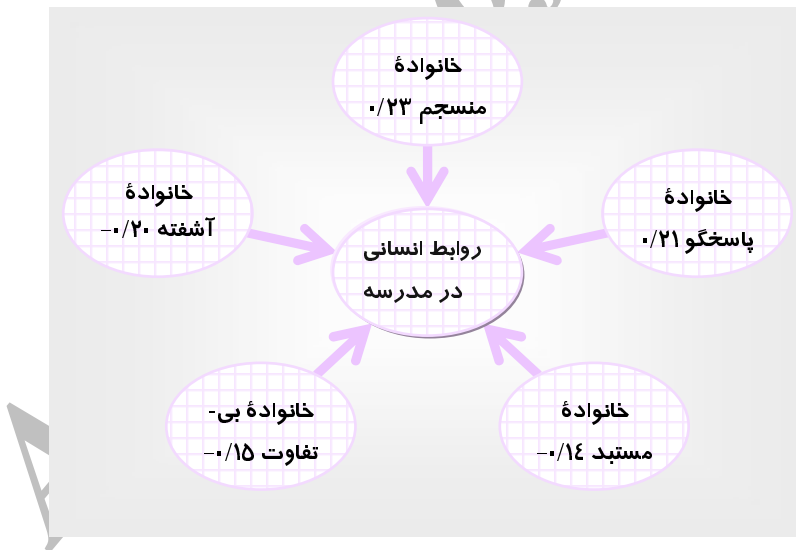 خانوادهٔ
منسجم ۰/۲۳
خانوادهٔ
پاسخگو ۰/۲۱
خانوادهٔ
آشفته ۰/۲۰–
روابط انسانی
در مدرسه
خانوادهٔ
مستبد ۰/۱٤–
خانوادهٔ بی-
تفاوت ۰/۱۵–